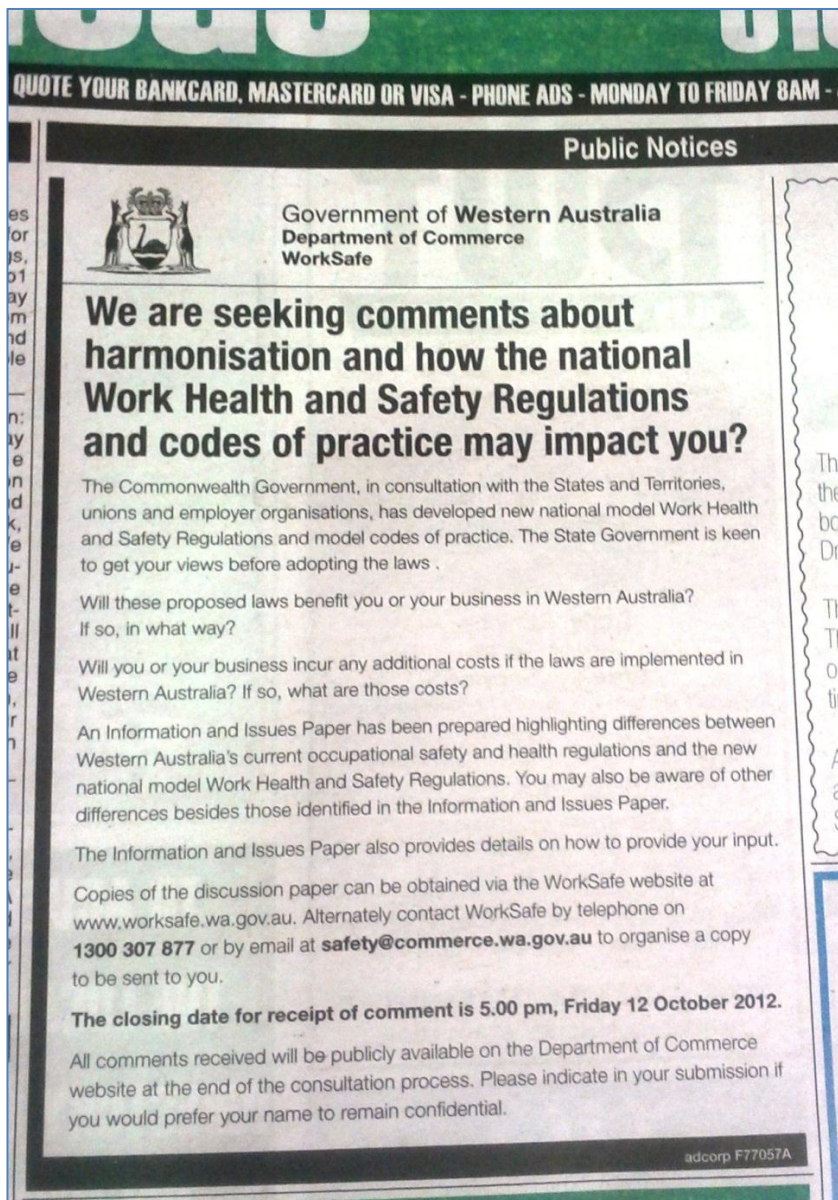 QUOTE YOUR BANKCARD, MASTERCARD OR VISA - PHONE ADS - MONDAY TO FRIDAY 8AM -
Public Notices
Government of Western Australia
Department of Commerce
WorkSafe
We are seeking comments about
harmonisation and how the national
Work Health and Safety Regulations
and codes of practice may impact you?
The Commonwealth Government, in consultation with the States and Territories,
unions and employer organisations, has developed new national model Work Health
and Safety Regulations and model codes of practice. The State Government is keen
to get your views before adopting the laws .
Will these proposed laws benefit you or your business in Western Australia?
If so, in what way?
Will you or your business incur any additional costs if the laws are implemented in
Western Australia? If so, what are those costs?
An Information and Issues Paper has been prepared highlighting differences between
Western Australia's current occupational safety and health regulations and the new
national model Work Health and Safety Regulations. You may also be aware of other
differences besides those identified in the Information and Issues Paper.
The Information and Issues Paper also provides details on how to provide your input.
Copies of the discussion paper can be obtained via the WorkSafe website at
www.worksafe.wa.gov.au. Alternately contact WorkSafe by telephone on
1300 307 877 or by email at safety@commerce.wa.gov.au to organise a copy
to be sent to you.
The closing date for receipt of comment is 5.00 pm, Friday 12 October 2012.
All comments received will be publicly available on the Department of Commerce
website at the end of the consultation process. Please indicate in your submission if
you would prefer your name to remain confidential.
adcorp F77057A